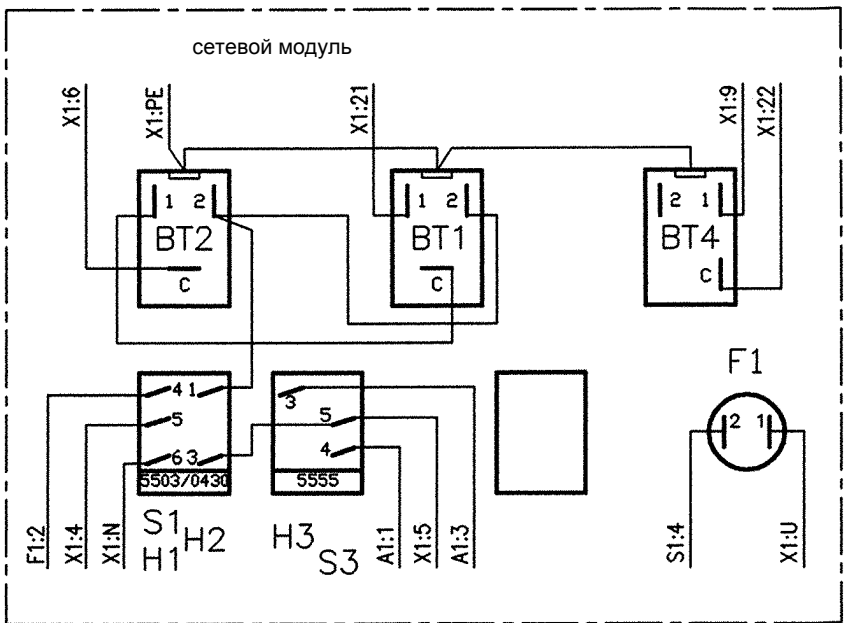 сетевой модуль
X1:6
X1:PE
X1:21
X1:9
X1:22
1 2
BT2
C
1 2
BT1
C
2 1
BT4
C
4 1
5
6 3
5503/0430
3
5
4
5555
F1
2 1
S1
H1
H2
H3
S3
F1:2
X1:4
X1:N
A1:1
X1:5
A1:3
S1:4
X1:U